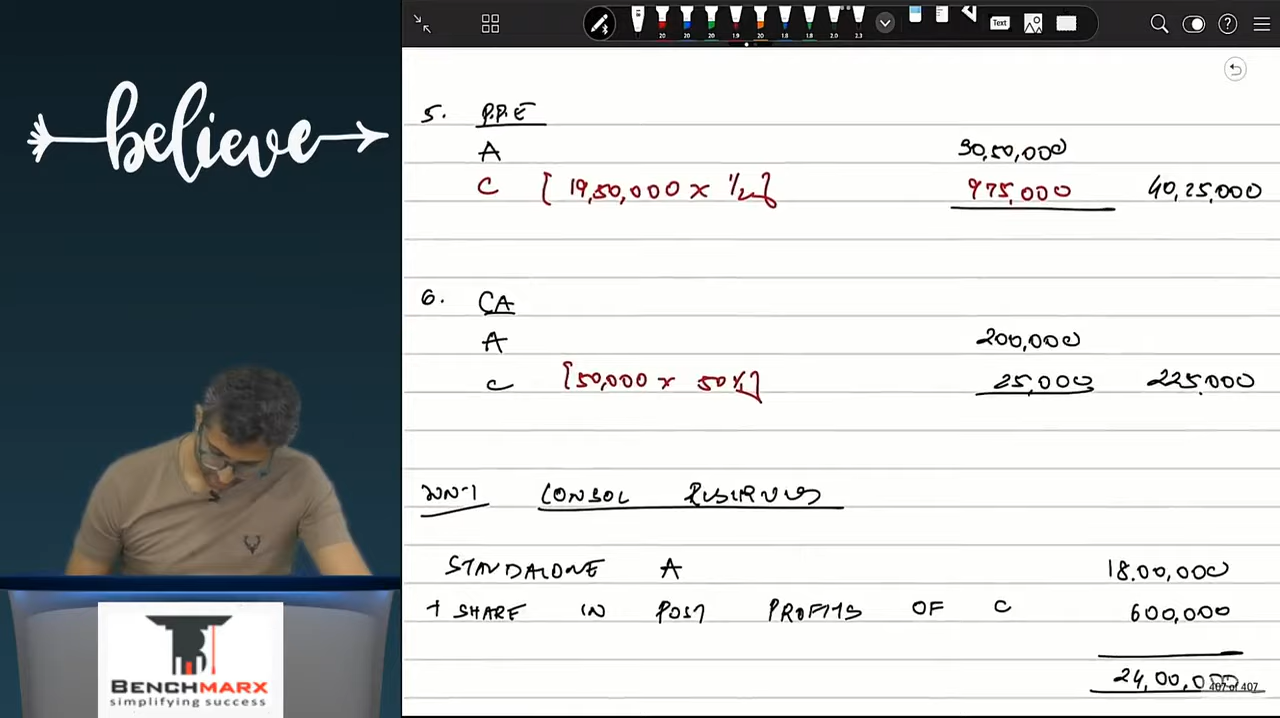 believe
Text
5. P.P.E
A 30,50,000
C [ 19,50,000 x 1/2 ] 975,000 40,25,000
6. CA
A 200,000
C [50,000 x 50%] 25,000 225,000
WN-1 CONSOL RESERVES
STANDALONE A 18.00,000
+ SHARE IN POST PROFITS OF C 600,000
24,00,000
407 of 407
BENCHMARX
simplifying success